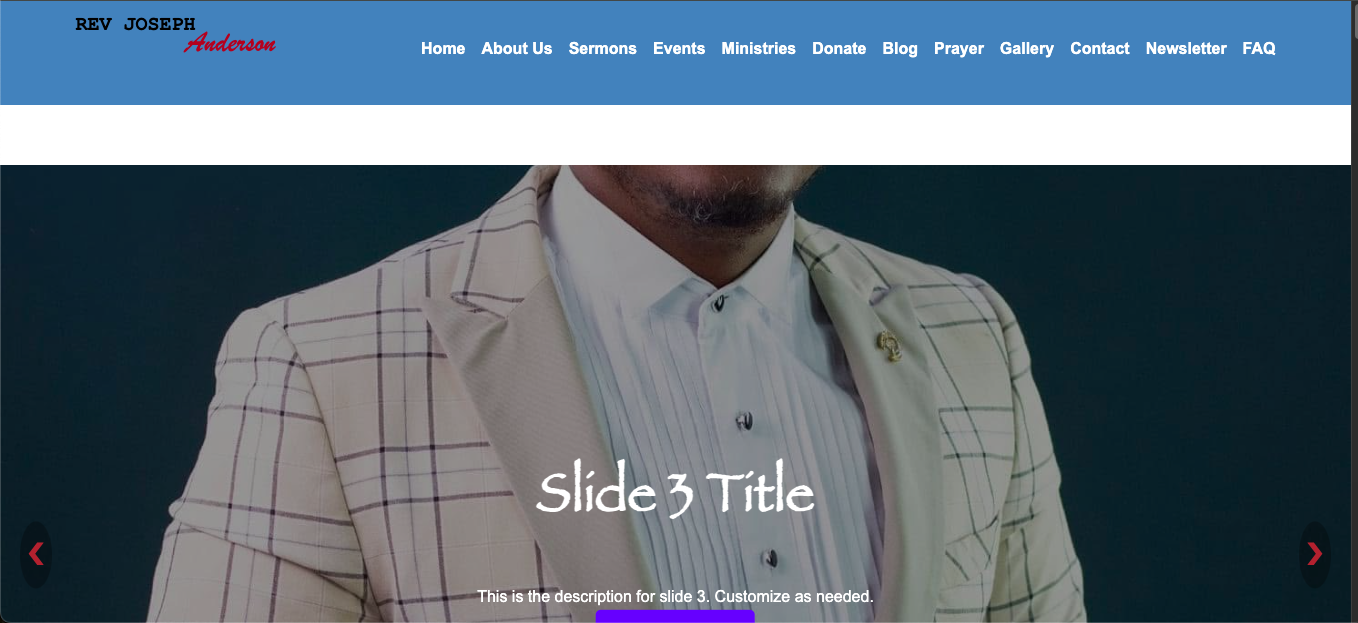 REV JOSEPH
Anderson
Home About Us Sermons Events Ministries Donate Blog Prayer Gallery Contact Newsletter FAQ
Slide 3 Title
❮
❯
This is the description for slide 3. Customize as needed.